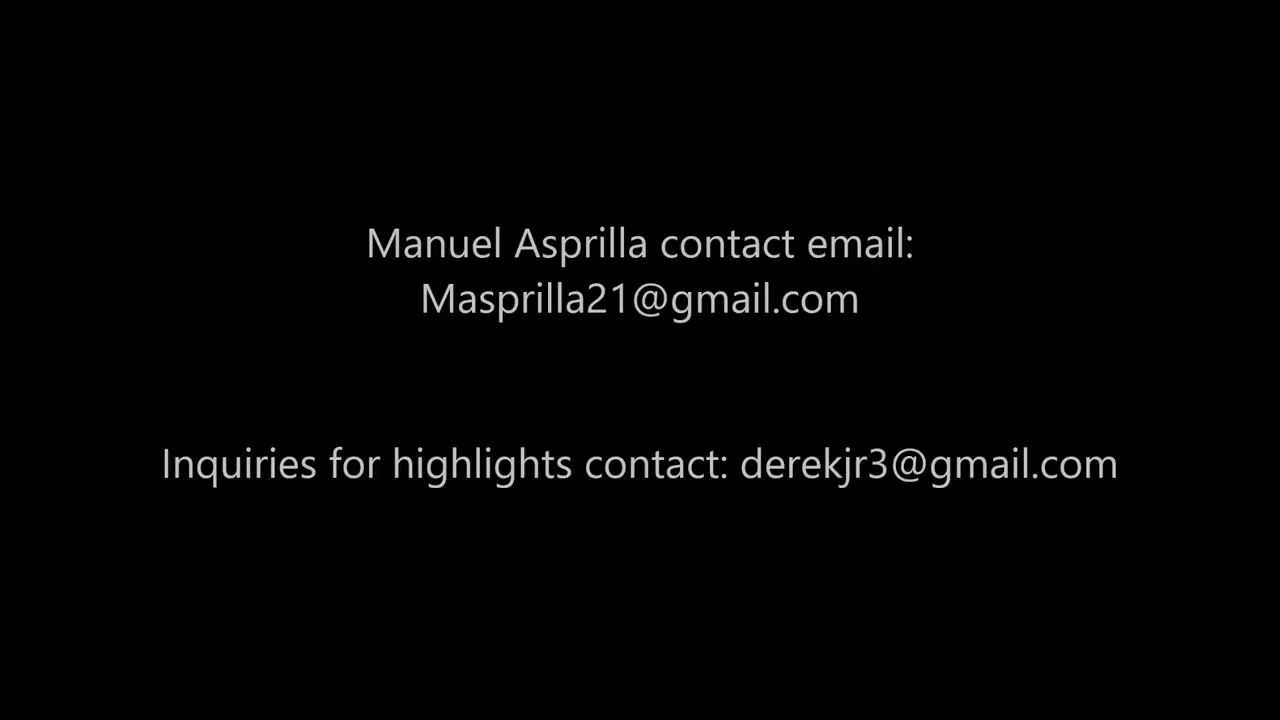 Manuel Asprilla contact email:
Masprilla21@gmail.com
Inquiries for highlights contact: derekjr3@gmail.com